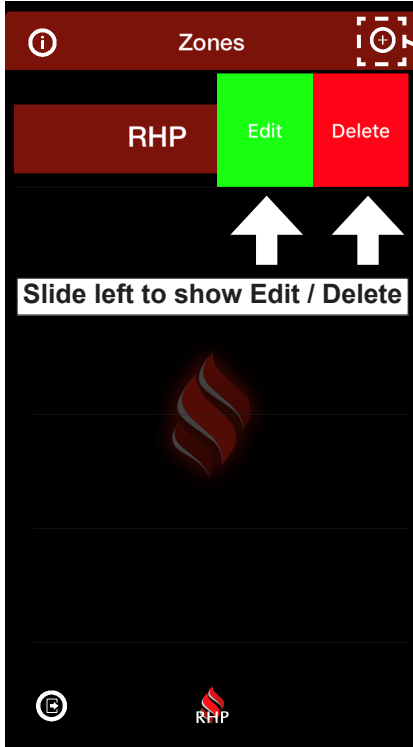 Zones
RHP
Edit
Delete
Slide left to show Edit / Delete
RHP